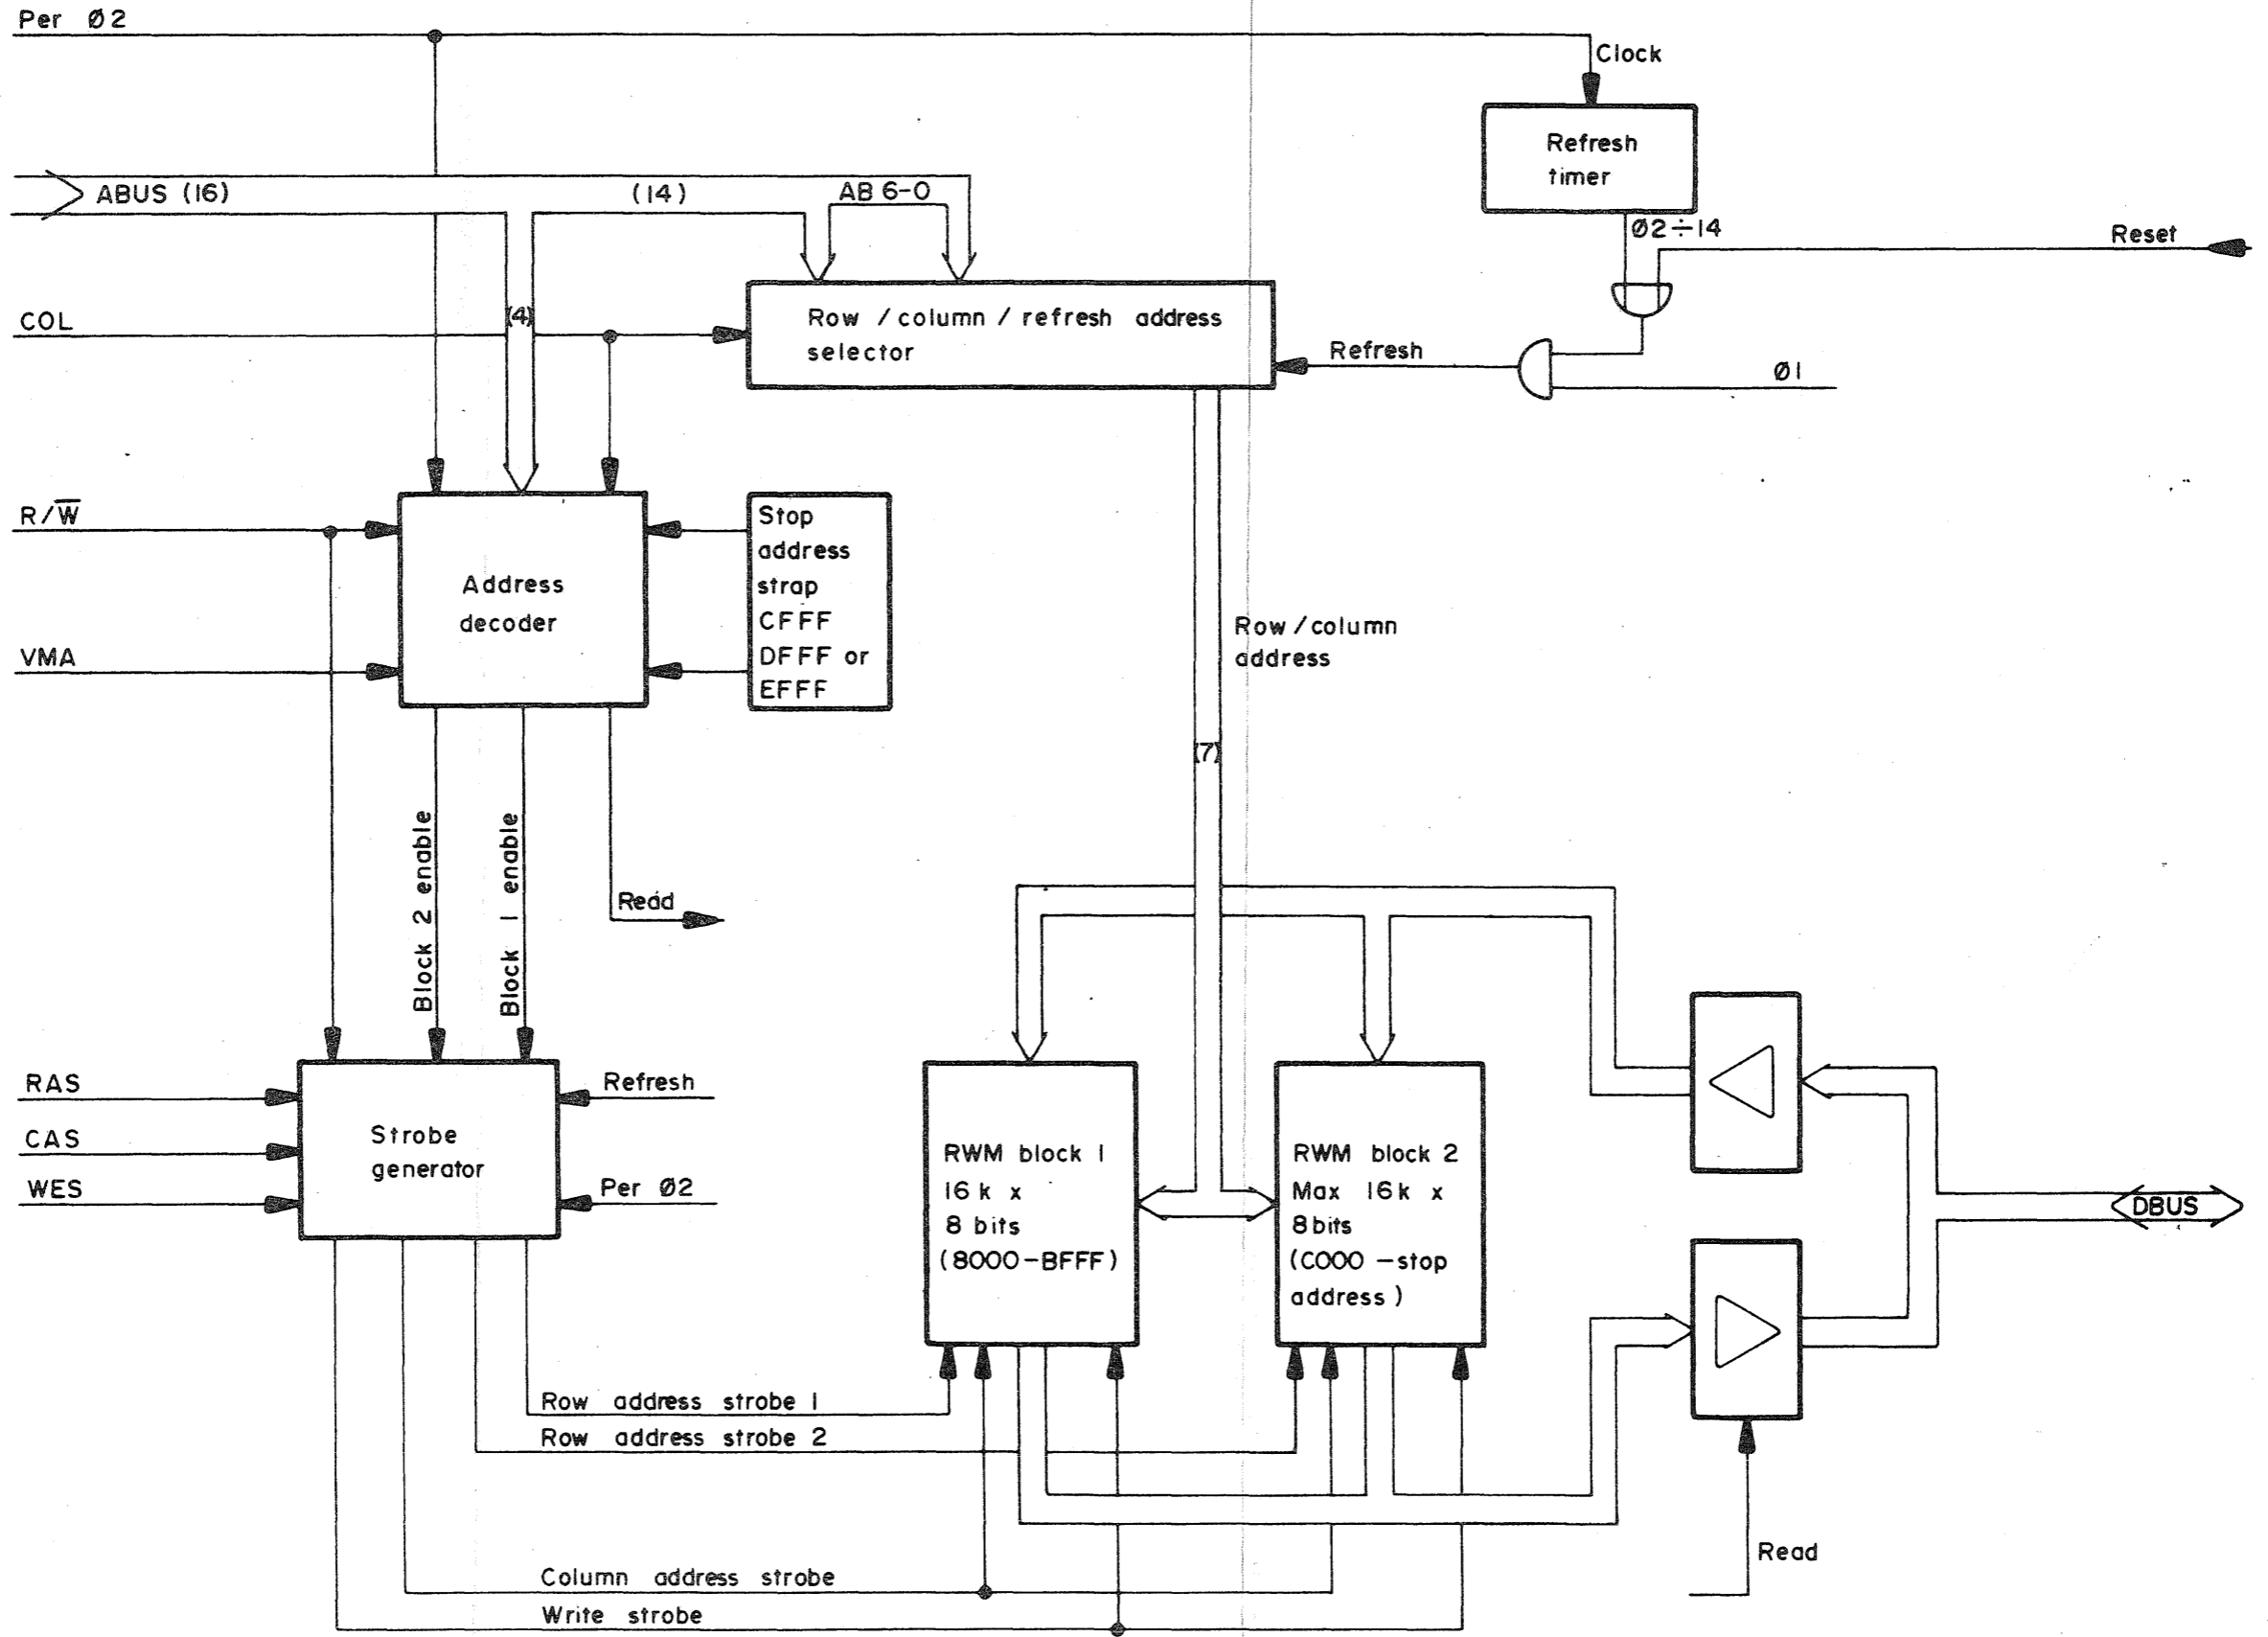 Per Ø2
Clock
Refresh
timer
ABUS (16)
(14)
AB 6-0
Ø2÷14
Reset
COL
(4)
Row / column / refresh address
selector
Refresh
Ø1
R/W̅
Stop
address
strap
CFFF
DFFF or
EFFF
Address
decoder
VMA
Row / column
address
(7)
Block 2 enable
Block 1 enable
Read
RAS
Refresh
CAS
Strobe
generator
WES
Per Ø2
RWM block 1
16 k x
8 bits
(8000-BFFF)
RWM block 2
Max 16k x
8 bits
(C000 - stop
address)
DBUS
Row address strobe 1
Row address strobe 2
Read
Column address strobe
Write strobe